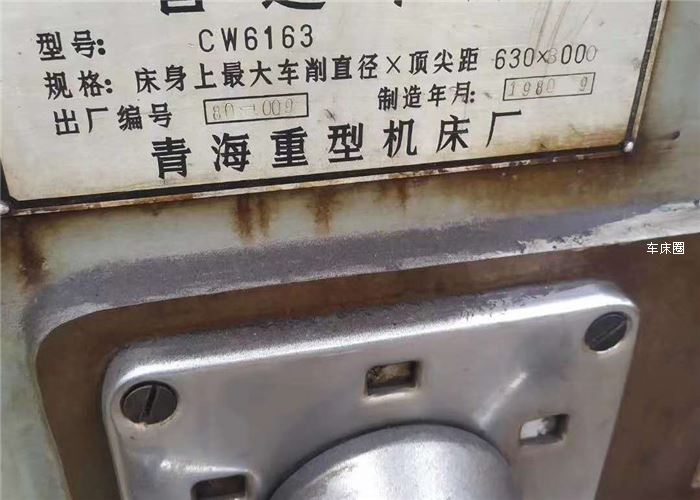 型号: CW6163
规格: 床身上最大车削直径×顶尖距 630×3000
出厂编号 制造年月: 1980 9
青海重型机床厂
车床圈